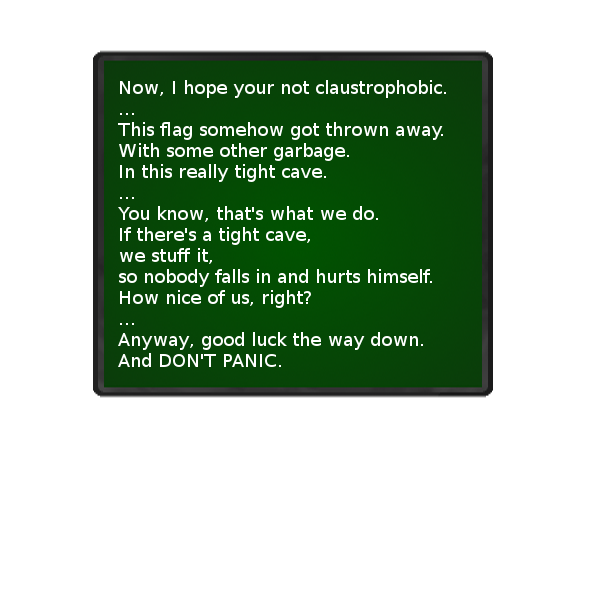 Now, I hope your not claustrophobic.
...
This flag somehow got thrown away.
With some other garbage.
In this really tight cave.
...
You know, that's what we do.
If there's a tight cave,
we stuff it,
so nobody falls in and hurts himself.
How nice of us, right?
...
Anyway, good luck the way down.
And DON'T PANIC.